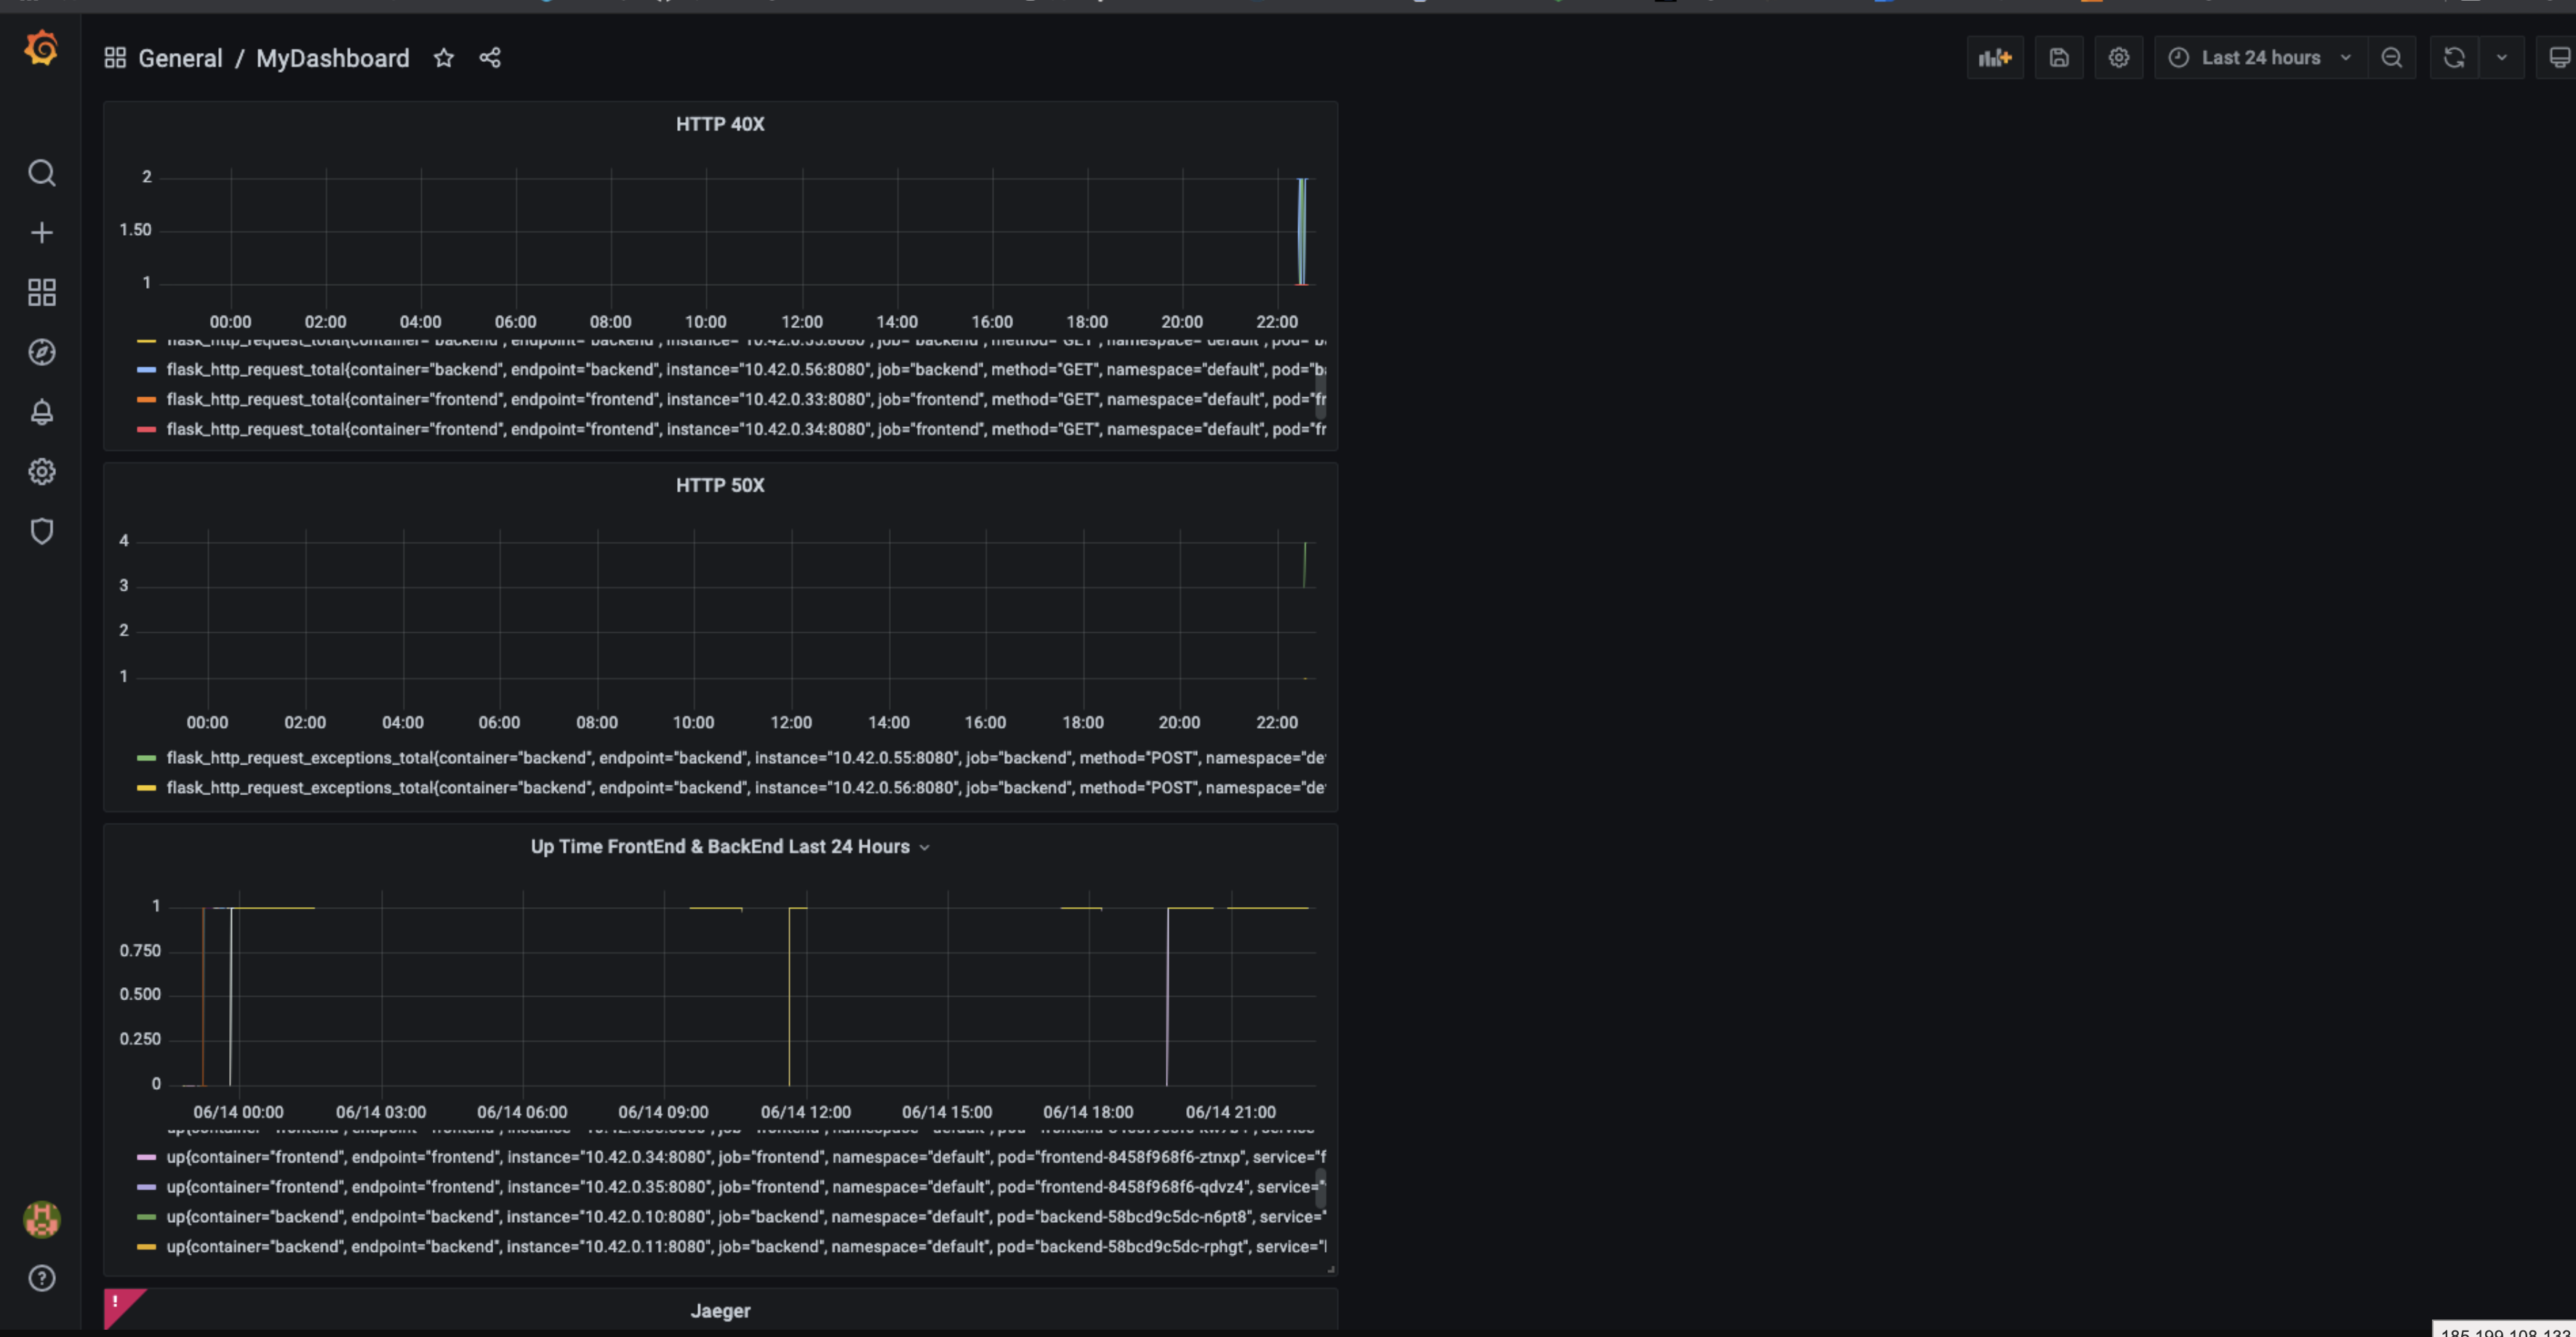 General / MyDashboard
Last 24 hours
HTTP 40X
2
1.50
1
00:00 02:00 04:00 06:00 08:00 10:00 12:00 14:00 16:00 18:00 20:00 22:00
flask_http_request_total{container="backend", endpoint="backend", instance="10.42.0.56:8080", job="backend", method="GET", namespace="default", pod="ba
flask_http_request_total{container="frontend", endpoint="frontend", instance="10.42.0.33:8080", job="frontend", method="GET", namespace="default", pod="fr
flask_http_request_total{container="frontend", endpoint="frontend", instance="10.42.0.34:8080", job="frontend", method="GET", namespace="default", pod="fr
HTTP 50X
4
3
2
1
00:00 02:00 04:00 06:00 08:00 10:00 12:00 14:00 16:00 18:00 20:00 22:00
flask_http_request_exceptions_total{container="backend", endpoint="backend", instance="10.42.0.55:8080", job="backend", method="POST", namespace="de
flask_http_request_exceptions_total{container="backend", endpoint="backend", instance="10.42.0.56:8080", job="backend", method="POST", namespace="de
Up Time FrontEnd & BackEnd Last 24 Hours
1
0.750
0.500
0.250
0
06/14 00:00 06/14 03:00 06/14 06:00 06/14 09:00 06/14 12:00 06/14 15:00 06/14 18:00 06/14 21:00
up{container="frontend", endpoint="frontend", instance="10.42.0.34:8080", job="frontend", namespace="default", pod="frontend-8458f968f6-ztnxp", service="f
up{container="frontend", endpoint="frontend", instance="10.42.0.35:8080", job="frontend", namespace="default", pod="frontend-8458f968f6-qdvz4", service="
up{container="backend", endpoint="backend", instance="10.42.0.10:8080", job="backend", namespace="default", pod="backend-58bcd9c5dc-n6pt8", service="
up{container="backend", endpoint="backend", instance="10.42.0.11:8080", job="backend", namespace="default", pod="backend-58bcd9c5dc-rphgt", service="
!
Jaeger